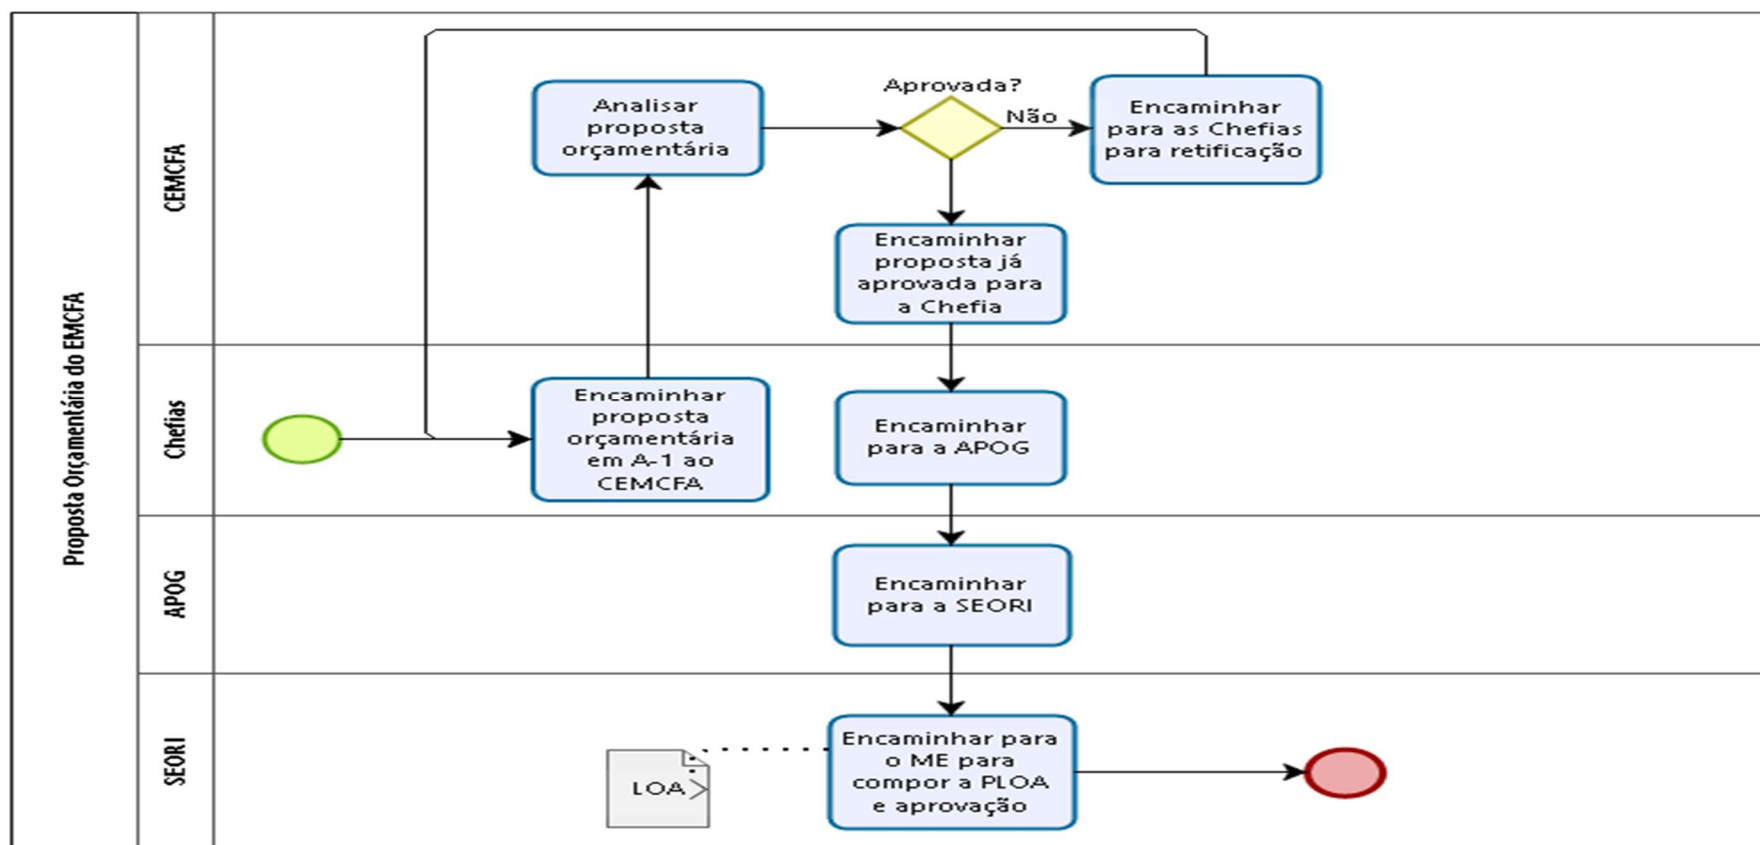 Proposta Orçamentária do EMCFA
CEMCFA
Analisar
proposta
orçamentária
Aprovada?
Não
Encaminhar
para as Chefias
para retificação
Encaminhar
proposta já
aprovada para
a Chefia
Chefias
Encaminhar
proposta
orçamentária
em A-1 ao
CEMCFA
Encaminhar
para a APOG
APOG
Encaminhar
para a SEORI
SEORI
LOA
Encaminhar para
o ME para
compor a PLOA
e aprovação